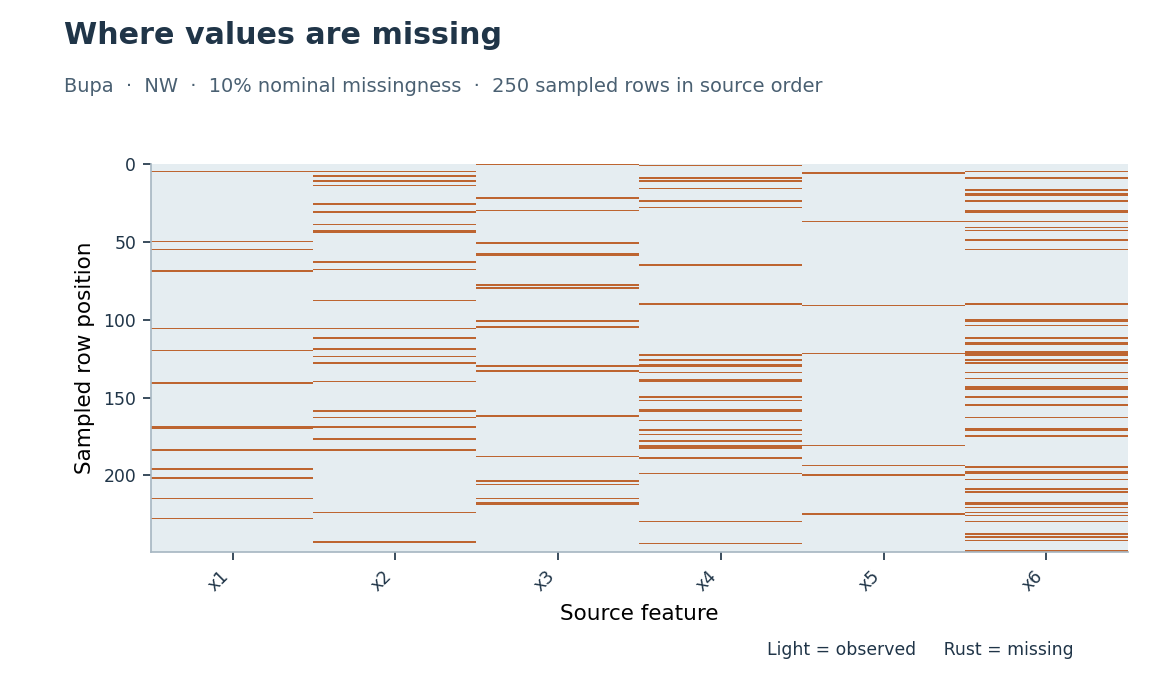 Where values are missing
Bupa · NW · 10% nominal missingness · 250 sampled rows in source order
0
50
100
150
200
Sampled row position
x1 x2 x3 x4 x5 x6
Source feature
Light = observed Rust = missing